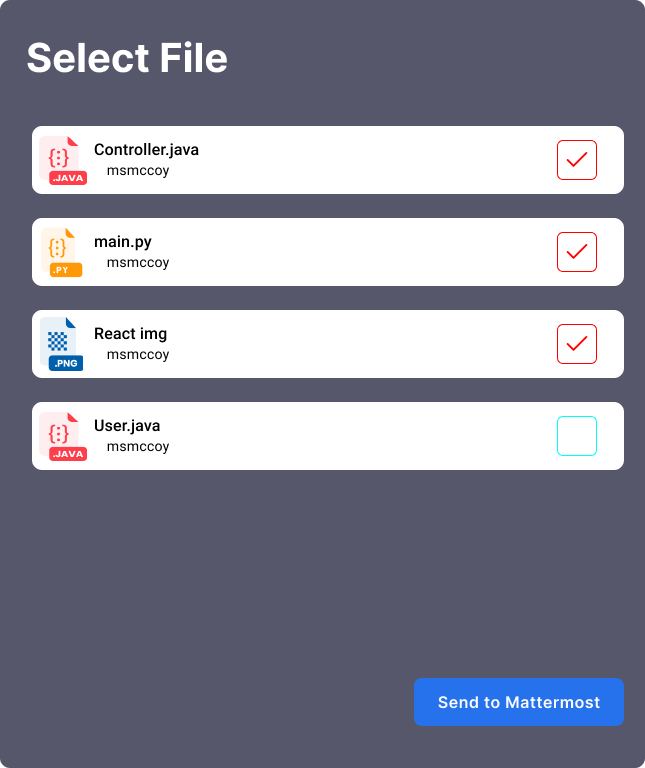 Select File
Controller.java
msmccoy
{:}
.JAVA
main.py
msmccoy
{:}
.PY
React img
msmccoy
.PNG
User.java
msmccoy
{:}
.JAVA
Send to Mattermost